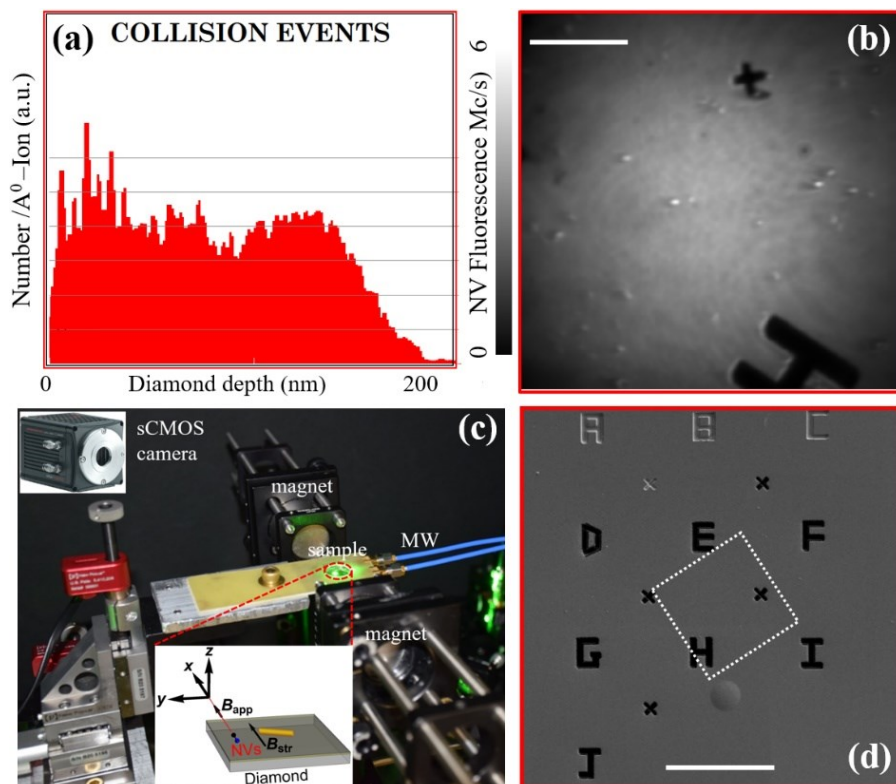 (a)
COLLISION EVENTS
Number /A⁰ –Ion (a.u.)
0
Diamond depth (nm)
200
0 NV Fluorescence Mc/s) 6
(b)
sCMOS
camera
(c)
magnet
MW
sample
magnet
z
x
y
B app
NVs
B str
Diamond
A B C
D E F
G H I
J
(d)